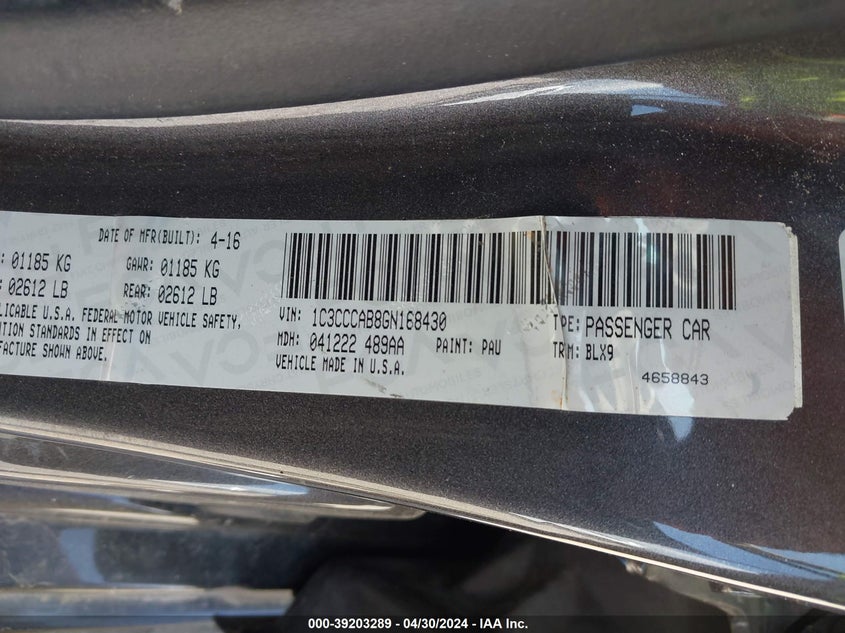 DATE OF MFR(BUILT): 4-16
: 01185 KG GAWR: 01185 KG
: 02612 LB REAR: 02612 LB
PLICABLE U.S.A. FEDERAL MOTOR VEHICLE SAFETY,
TION STANDARDS IN EFFECT ON
FACTURE SHOWN ABOVE.
VIN: 1C3CCCAB8GN168430 TPE: PASSENGER CAR
MDH: 041222 489AA PAINT: PAU TRIM: BLX9
VEHICLE MADE IN U.S.A. 4658843
000-39203289 - 04/30/2024 - IAA Inc.